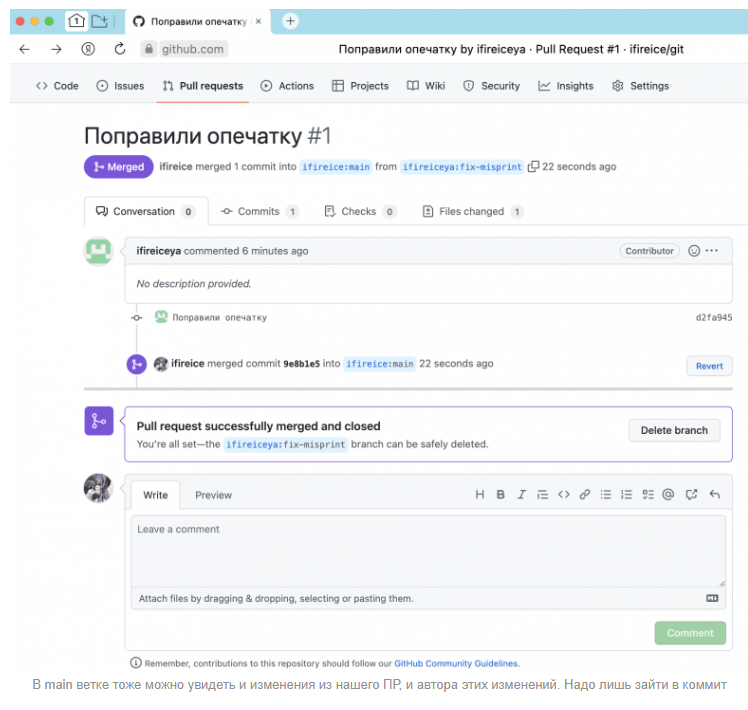 1 Поправили опечатку ×
github.com Поправили опечатку by ifireiceya · Pull Request #1 · ifireice/git
Code Issues Pull requests Actions Projects Wiki Security Insights Settings
Поправили опечатку #1
Merged ifireice merged 1 commit into ifireice:main from ifireiceya:fix-misprint 22 seconds ago
Conversation 0 Commits 1 Checks 0 Files changed 1
ifireiceya commented 6 minutes ago Contributor
No description provided.
Поправили опечатку d2fa945
ifireice merged commit 9e8b1e5 into ifireice:main 22 seconds ago Revert
Pull request successfully merged and closed
You're all set—the ifireiceya:fix-misprint branch can be safely deleted. Delete branch
Write Preview
Leave a comment
Attach files by dragging & dropping, selecting or pasting them.
Comment
Remember, contributions to this repository should follow our GitHub Community Guidelines.
В main ветке тоже можно увидеть и изменения из нашего ПР, и автора этих изменений. Надо лишь зайти в коммит